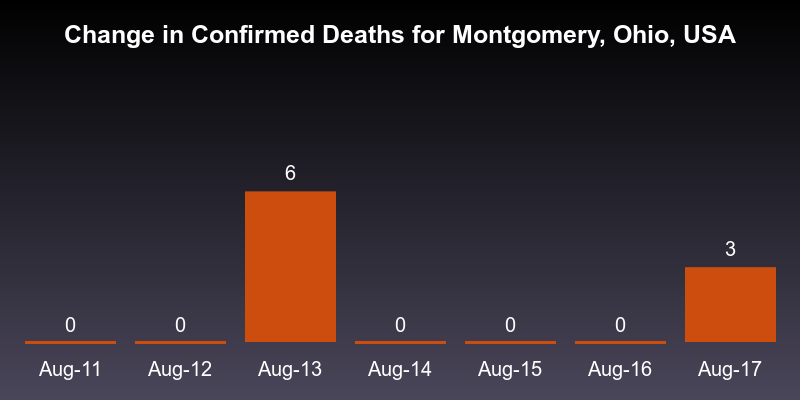 Change in Confirmed Deaths for Montgomery, Ohio, USA
6
3
0 0 0 0 0
Aug-11 Aug-12 Aug-13 Aug-14 Aug-15 Aug-16 Aug-17